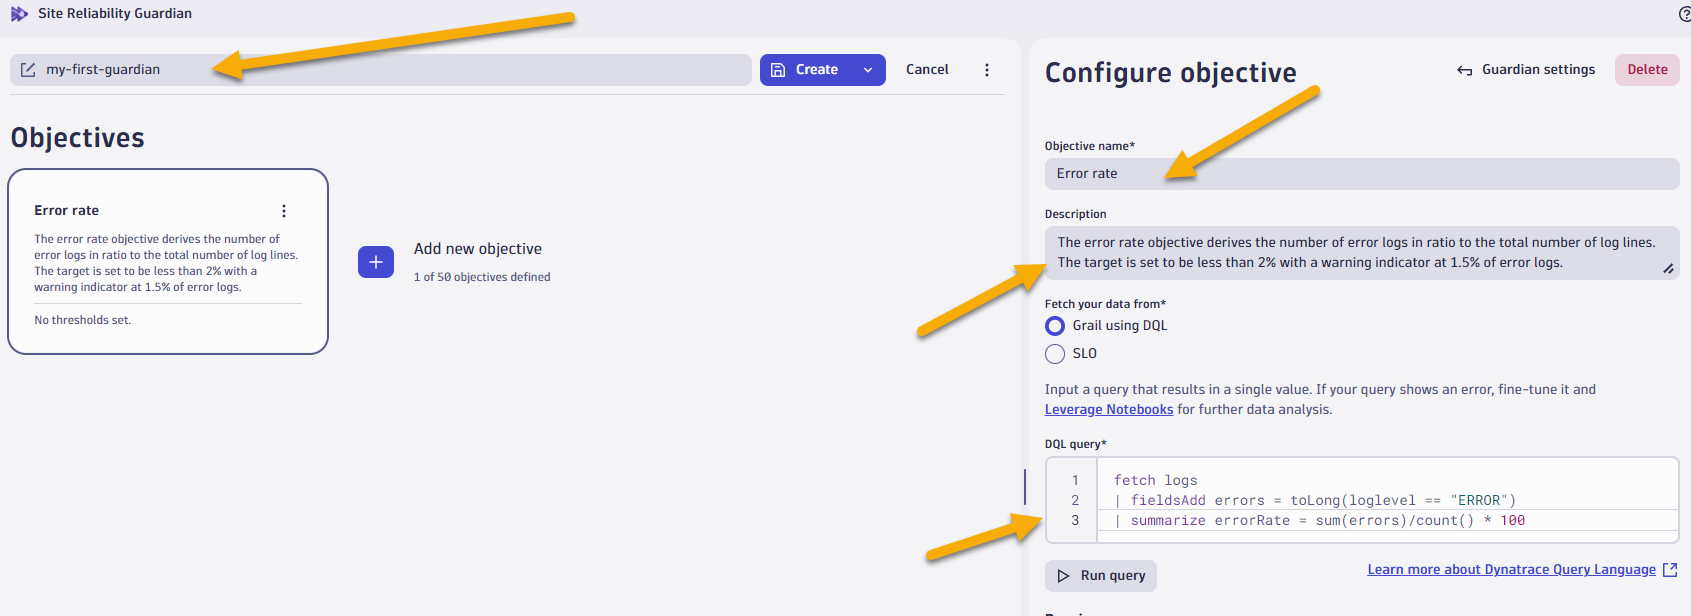 Site Reliability Guardian
my-first-guardian
Create
Cancel
Objectives
Error rate
The error rate objective derives the number of
error logs in ratio to the total number of log lines.
The target is set to be less than 2% with a
warning indicator at 1.5% of error logs.
No thresholds set.
Add new objective
1 of 50 objectives defined
Configure objective
Guardian settings
Delete
Objective name*
Error rate
Description
The error rate objective derives the number of error logs in ratio to the total number of log lines.
The target is set to be less than 2% with a warning indicator at 1.5% of error logs.
Fetch your data from*
Grail using DQL
SLO
Input a query that results in a single value. If your query shows an error, fine-tune it and
Leverage Notebooks for further data analysis.
DQL query*
1 fetch logs
2 | fieldsAdd errors = toLong(loglevel == "ERROR")
3 | summarize errorRate = sum(errors)/count() * 100
Run query
Learn more about Dynatrace Query Language